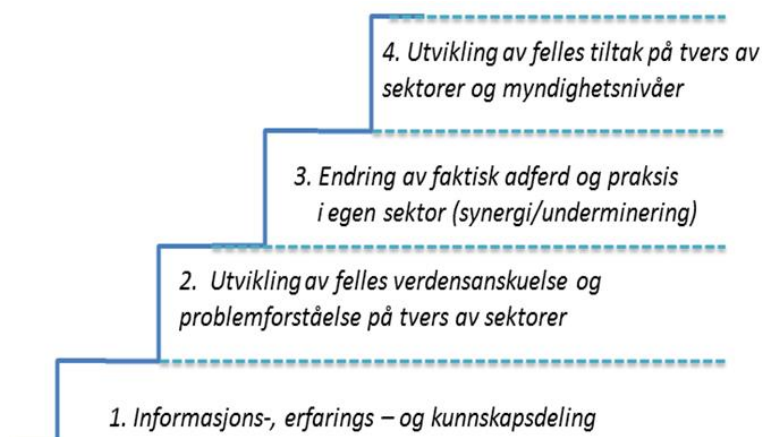 4. Utvikling av felles tiltak på tvers av
sektorer og myndighetsnivåer
3. Endring av faktisk adferd og praksis
i egen sektor (synergi/underminering)
2. Utvikling av felles verdensanskuelse og
problemforståelse på tvers av sektorer
1. Informasjons-, erfarings – og kunnskapsdeling